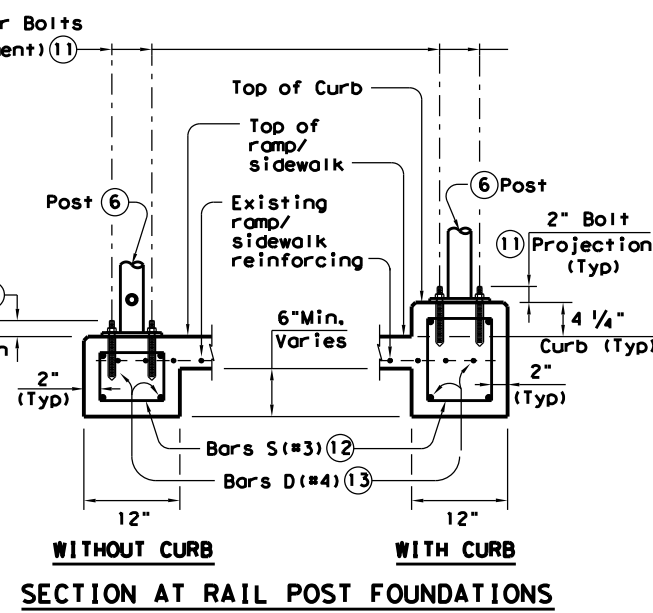 r Bolts
ent) 11
Top of Curb
Top of
ramp/
sidewalk
Post 6
6 Post
Existing
ramp/
sidewalk
reinforcing
2" Bolt
11 Projection
(Typ)
6"Min.
Varies
4 1/4"
Curb (Typ)
n
2"
(Typ)
2"
(Typ)
Bars S(#3) 12
Bars D(#4) 13
12"
12"
WITHOUT CURB
WITH CURB
SECTION AT RAIL POST FOUNDATIONS